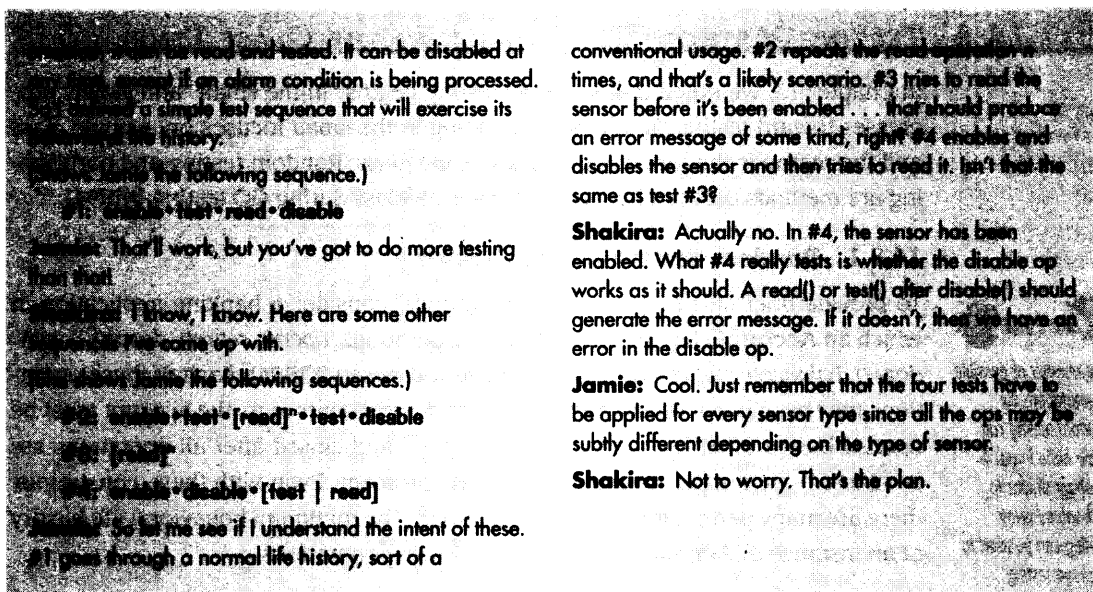 be read and tested. It can be disabled at
except if an alarm condition is being processed.
a simple test sequence that will exercise its
life history.
Jamie the following sequence.)
#1: enable•test•read•disable
Jamie: That'll work, but you've got to do more testing
than that!
Shakira: I know, I know. Here are some other
sequences I've come up with.
(She shows Jamie the following sequences.)
#2: enable•test•[read]ⁿ•test•disable
#3: [read]ⁿ
#4: enable•disable•[test | read]
Jamie: So let me see if I understand the intent of these.
#1 goes through a normal life history, sort of a
conventional usage. #2 repeats the read operation n
times, and that's a likely scenario. #3 tries to read the
sensor before it's been enabled . . . that should produce
an error message of some kind, right? #4 enables and
disables the sensor and then tries to read it. Isn't that the
same as test #3?
Shakira: Actually no. In #4, the sensor has been
enabled. What #4 really tests is whether the disable op
works as it should. A read() or test() after disable() should
generate the error message. If it doesn't, then we have an
error in the disable op.
Jamie: Cool. Just remember that the four tests have to
be applied for every sensor type since all the ops may be
subtly different depending on the type of sensor.
Shakira: Not to worry. That's the plan.